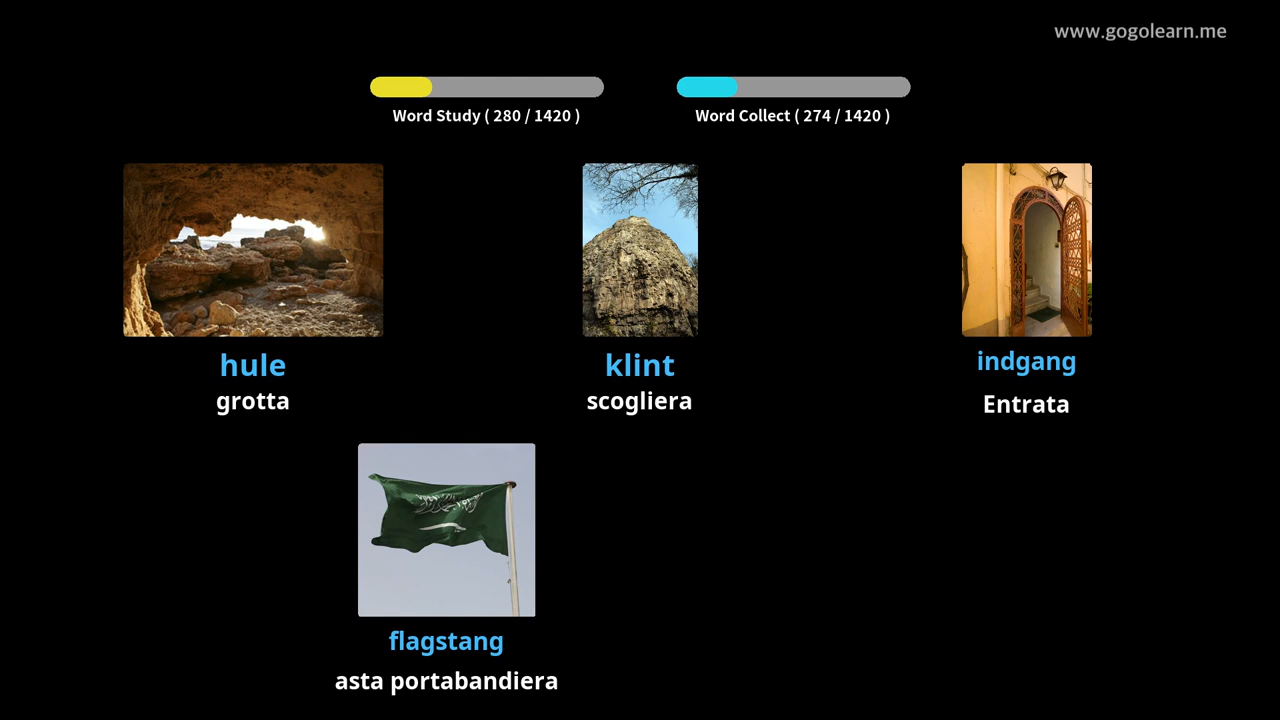 www.gogolearn.me
Word Study ( 280 / 1420 )
Word Collect ( 274 / 1420 )
hule
grotta
klint
scogliera
indgang
Entrata
flagstang
asta portabandiera